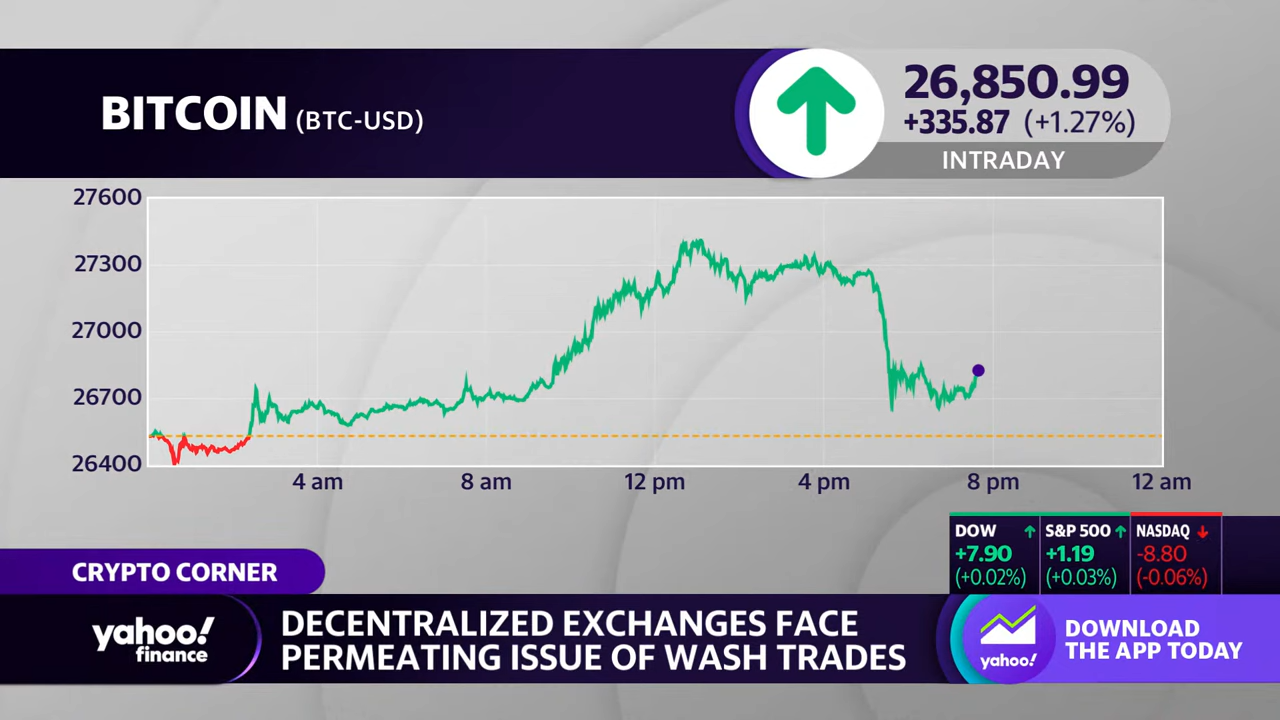 BITCOIN (BTC-USD)
26,850.99
+335.87 (+1.27%)
INTRADAY
27600
27300
27000
26700
26400
4 am
8 am
12 pm
4 pm
8 pm
12 am
DOW
+7.90
(+0.02%)
S&P 500
+1.19
(+0.03%)
NASDAQ
-8.80
(-0.06%)
CRYPTO CORNER
yahoo!
finance
DECENTRALIZED EXCHANGES FACE
PERMEATING ISSUE OF WASH TRADES
yahoo!
DOWNLOAD
THE APP TODAY